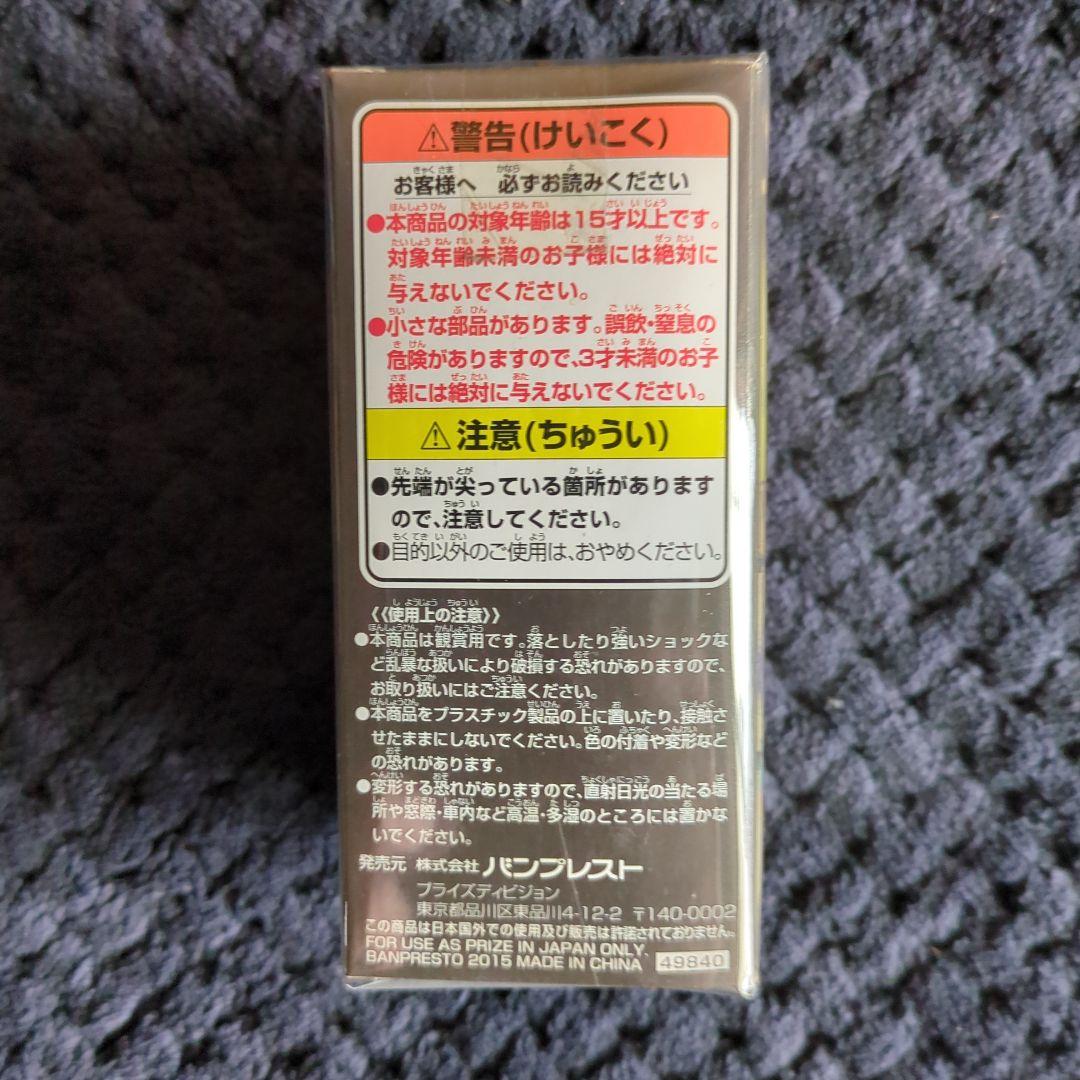 ⚠警告(けいこく)
お客様へ 必ずお読みください
●本商品の対象年齢は15才以上です。
対象年齢未満のお子様には絶対に
与えないでください。
●小さな部品があります。誤飲・窒息の
危険がありますので、3才未満のお子
様には絶対に与えないでください。
⚠注意(ちゅうい)
●先端が尖っている箇所があります
ので、注意してください。
●目的以外のご使用は、おやめください。
《使用上の注意》
●本商品は観賞用です。落としたり強いショックな
ど乱暴な扱いにより破損する恐れがありますので、
お取り扱いにはご注意ください。
●本商品をプラスチック製品の上に置いたり、接触さ
せたままにしないでください。色の付着や変形など
の恐れがあります。
●変形する恐れがありますので、直射日光の当たる場
所や窓際・車内など高温・多湿のところには置かな
いでください。
発売元 株式会社 バンプレスト
プライズディビジョン
東京都品川区東品川4-12-2 〒140-0002
この商品は日本国外での使用及び販売は許諾されておりません。
FOR USE AS PRIZE IN JAPAN ONLY.
BANPRESTO 2015 MADE IN CHINA 49840